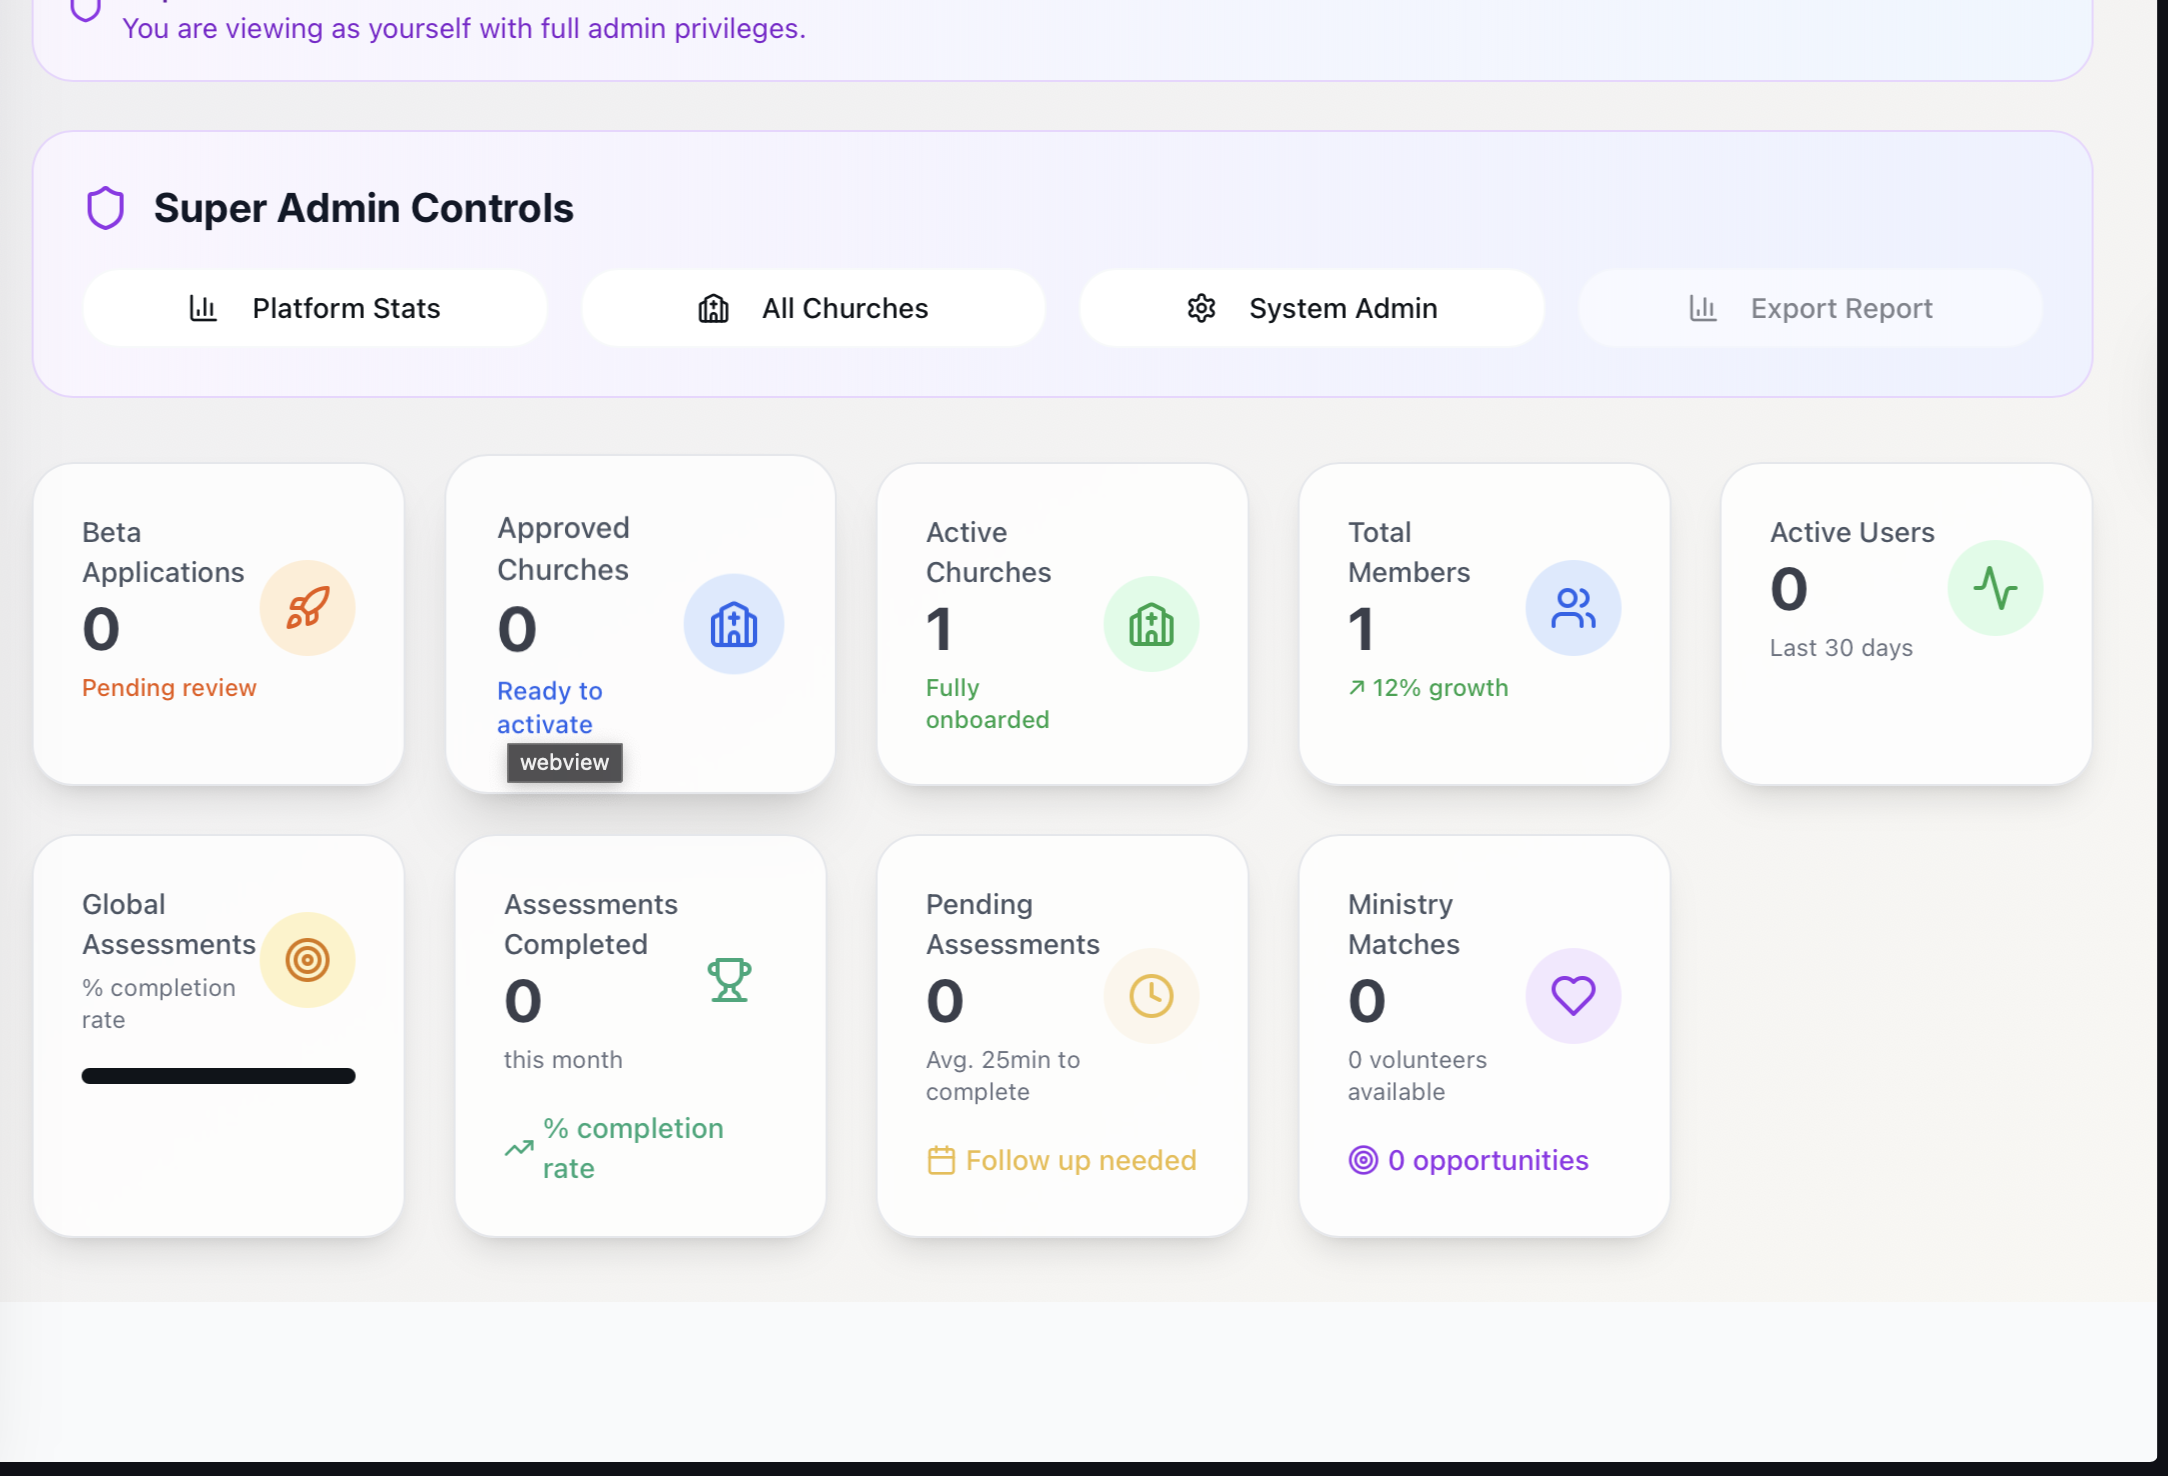 You are viewing as yourself with full admin privileges.
Super Admin Controls
Platform Stats
All Churches
System Admin
Export Report
Beta
Applications
0
Pending review
Approved
Churches
0
Ready to
activate
webview
Active
Churches
1
Fully
onboarded
Total
Members
1
12% growth
Active Users
0
Last 30 days
Global
Assessments
% completion
rate
Assessments
Completed
0
this month
% completion
rate
Pending
Assessments
0
Avg. 25min to
complete
Follow up needed
Ministry
Matches
0
0 volunteers
available
0 opportunities